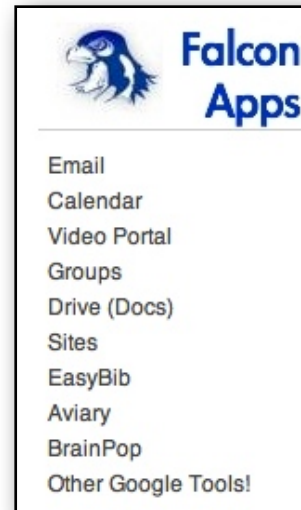 Falcon
Apps
Email
Calendar
Video Portal
Groups
Drive (Docs)
Sites
EasyBib
Aviary
BrainPop
Other Google Tools!